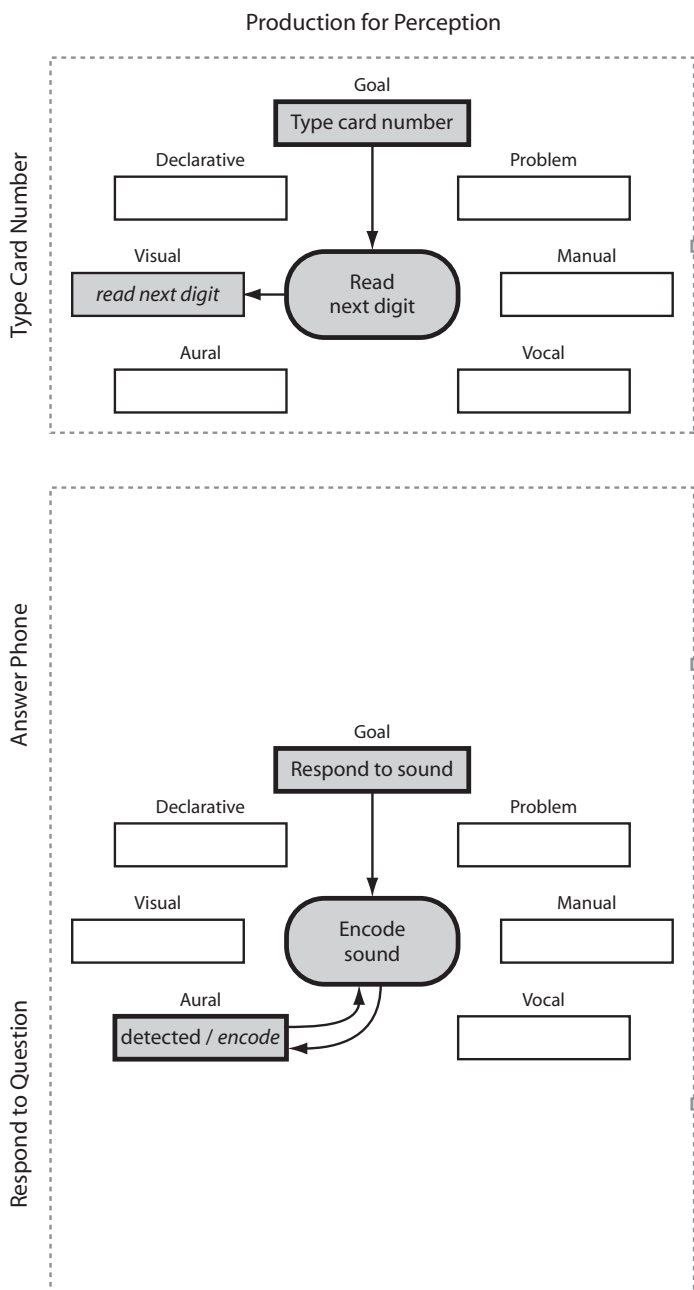 Production for Perception
Type Card Number
Goal
Type card number
Declarative
Problem
Visual
read next digit
Read
next digit
Manual
Aural
Vocal
Answer Phone
Goal
Respond to sound
Declarative
Problem
Visual
Encode
sound
Manual
Respond to Question
Aural
detected / encode
Vocal